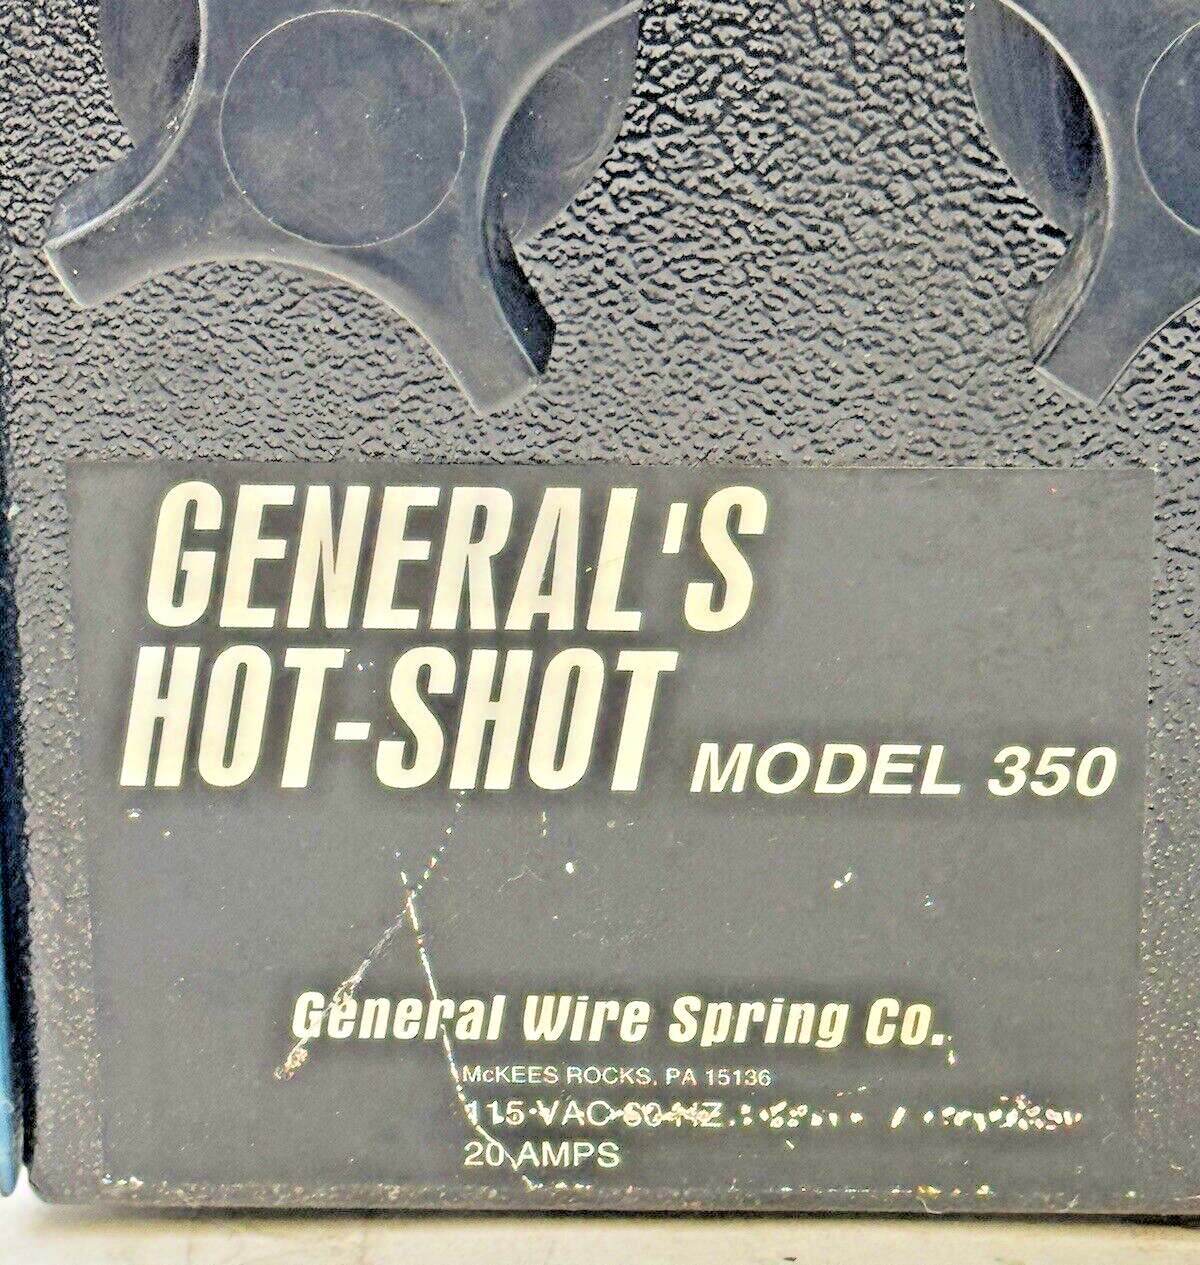 GENERAL'S
HOT-SHOT MODEL 350
General Wire Spring Co.
McKEES ROCKS, PA 15136
115 VAC 60 HZ
20 AMPS